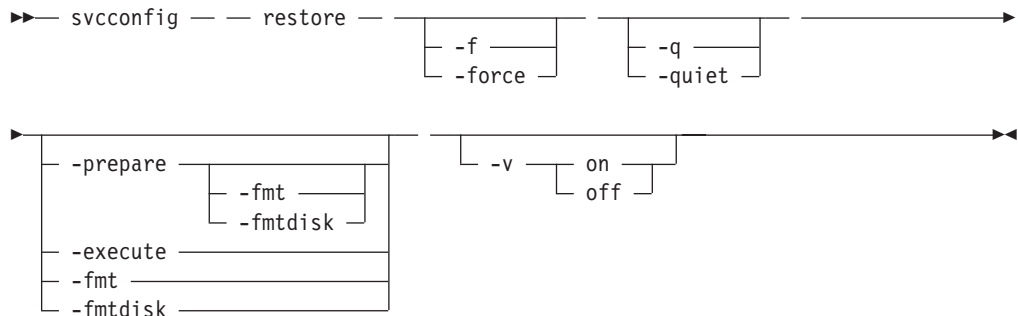 svcconfig restore
-f -q
-force -quiet
-prepare -v on
-fmt off
-fmtdisk
-execute
-fmt
-fmtdisk